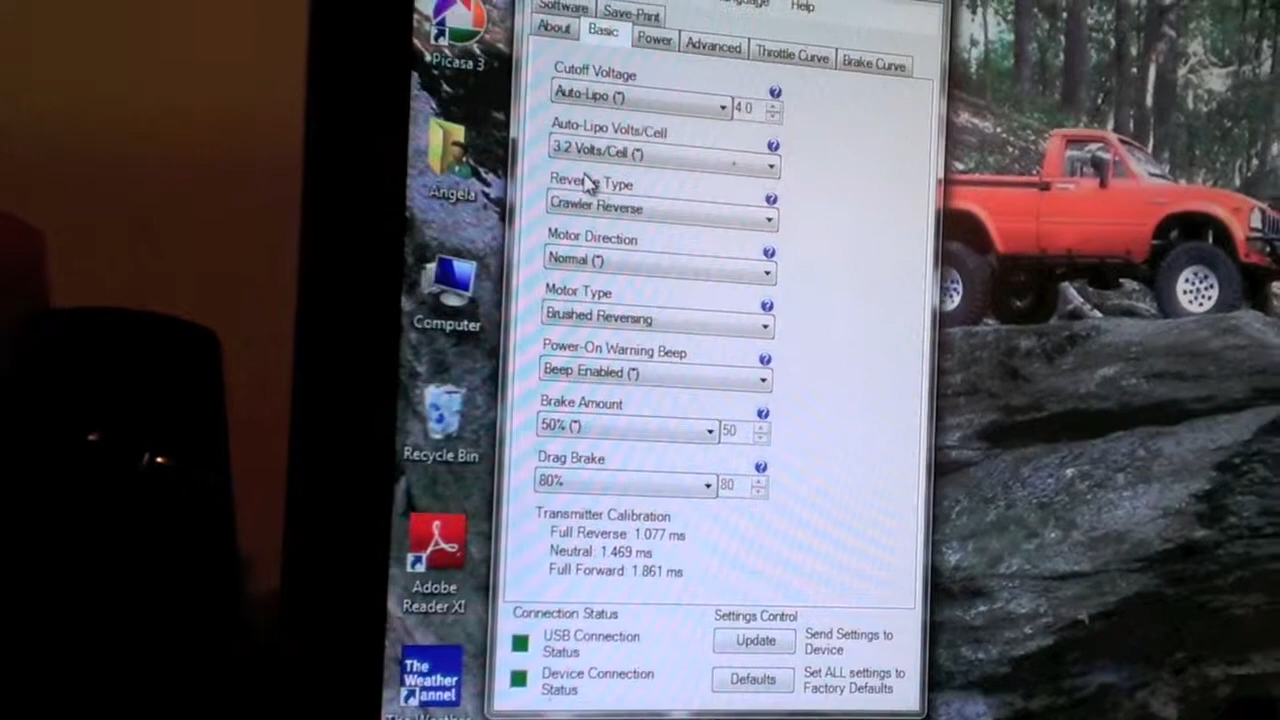 Help
Software
Save-Print
About
Basic
Power
Advanced
Throttle Curve
Brake Curve
Picasa 3
Cutoff Voltage
Auto-Lipo (*)
4.0
Auto-Lipo Volts/Cell
3.2 Volts/Cell (*)
Angela
Type
Crawler Reverse
Motor Direction
Normal (*)
Motor Type
Brushed Reversing
Computer
Power-On Warning Beep
Beep Enabled (*)
Brake Amount
50% (*)
50
Recycle Bin
Drag Brake
80%
80
Transmitter Calibration
Full Reverse: 1.077 ms
Neutral: 1.469 ms
Full Forward: 1.861 ms
Adobe
Reader XI
Connection Status
USB Connection
Status
Device Connection
Status
Settings Control
Update
Send Settings to
Device
Defaults
Set ALL settings to
Factory Defaults
The
Weather